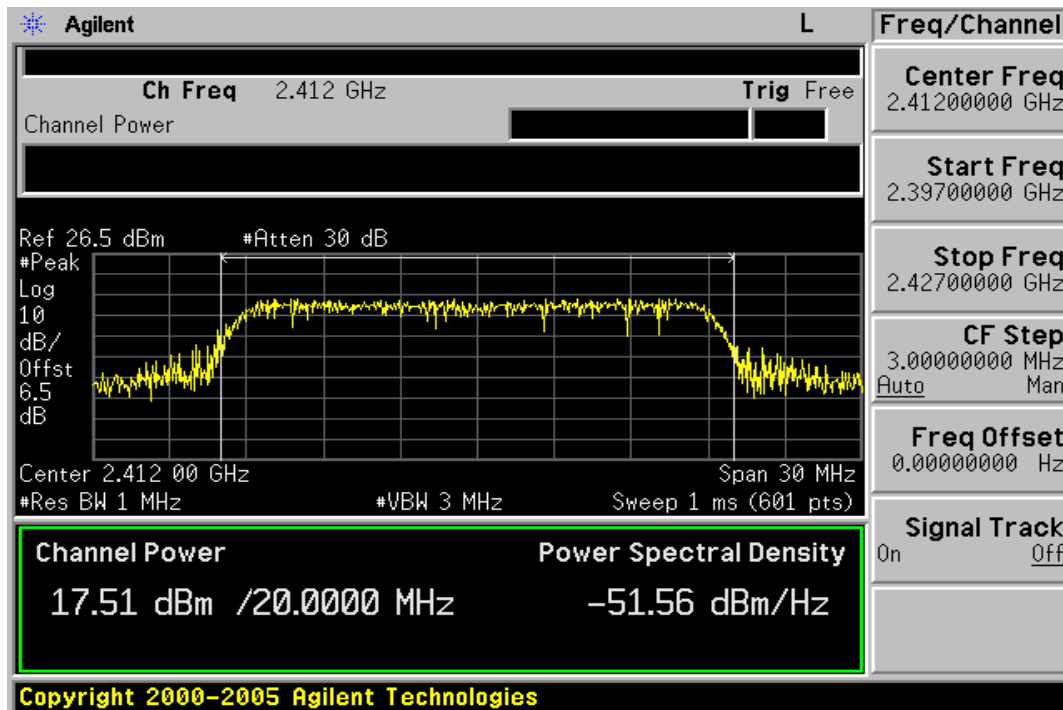 Agilent L
Freq/Channel
Ch Freq 2.412 GHz Trig Free
Channel Power
Center Freq
2.41200000 GHz
Start Freq
2.39700000 GHz
Stop Freq
2.42700000 GHz
CF Step
3.00000000 MHz
Auto Man
Freq Offset
0.00000000 Hz
Signal Track
On Off
Ref 26.5 dBm #Atten 30 dB
#Peak
Log
10
dB/
Offst
6.5
dB
Center 2.412 00 GHz Span 30 MHz
#Res BW 1 MHz #VBW 3 MHz Sweep 1 ms (601 pts)
Channel Power Power Spectral Density
17.51 dBm /20.0000 MHz -51.56 dBm/Hz
Copyright 2000-2005 Agilent Technologies